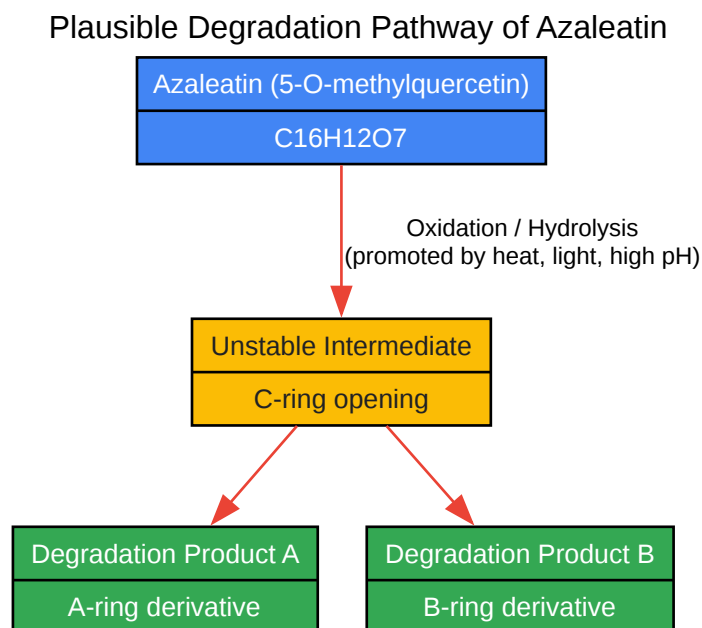 Plausible Degradation Pathway of Azaleatin
Azaleatin (5-O-methylquercetin)
C16H12O7
Oxidation / Hydrolysis
(promoted by heat, light, high pH)
Unstable Intermediate
C-ring opening
Degradation Product A
A-ring derivative
Degradation Product B
B-ring derivative